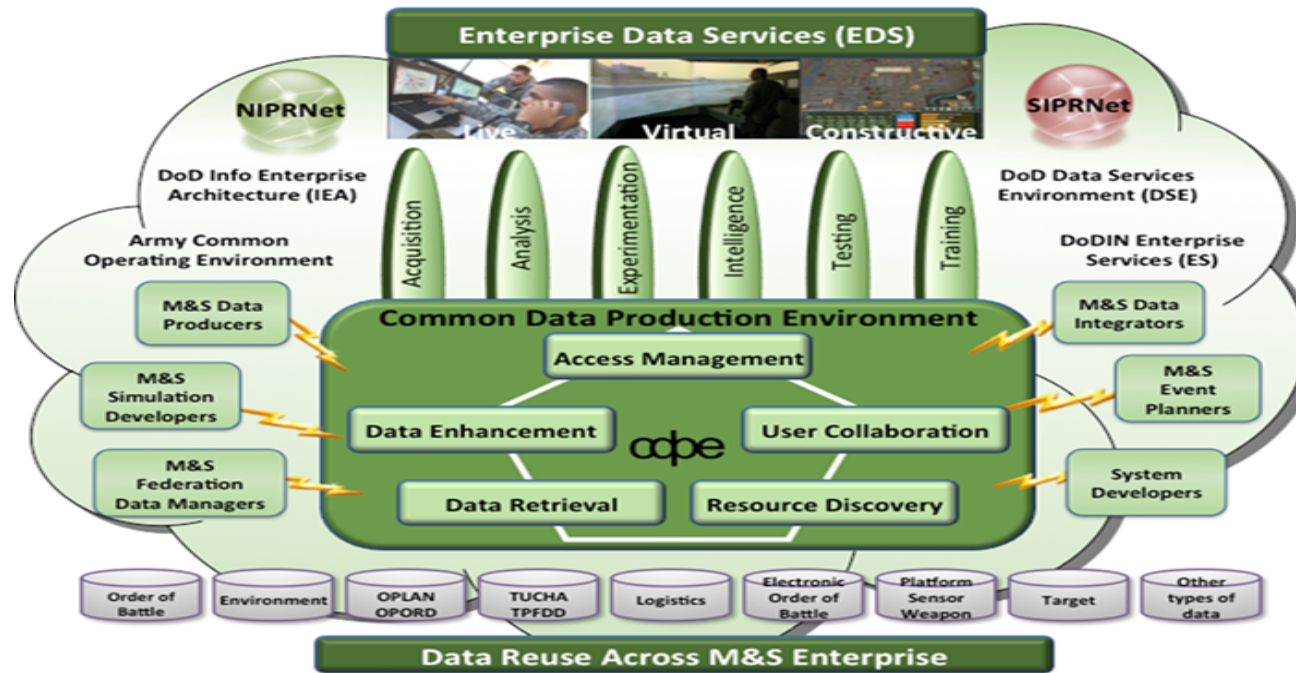 Enterprise Data Services (EDS)
NIPRNet
SIPRNet
Live
Virtual
Constructive
DoD Info Enterprise
Architecture (IEA)
DoD Data Services
Environment (DSE)
Army Common
Operating Environment
DoDIN Enterprise
Services (ES)
Acquisition
Analysis
Experimentation
Intelligence
Testing
Training
M&S Data
Producers
M&S
Simulation
Developers
M&S
Federation
Data Managers
Common Data Production Environment
Access Management
Data Enhancement
User Collaboration
cdpe
Data Retrieval
Resource Discovery
M&S Data
Integrators
M&S
Event
Planners
System
Developers
Order of
Battle
Environment
OPLAN
OPORD
TUCHA
TPFDD
Logistics
Electronic
Order of
Battle
Platform
Sensor
Weapon
Target
Other
types of
data
Data Reuse Across M&S Enterprise